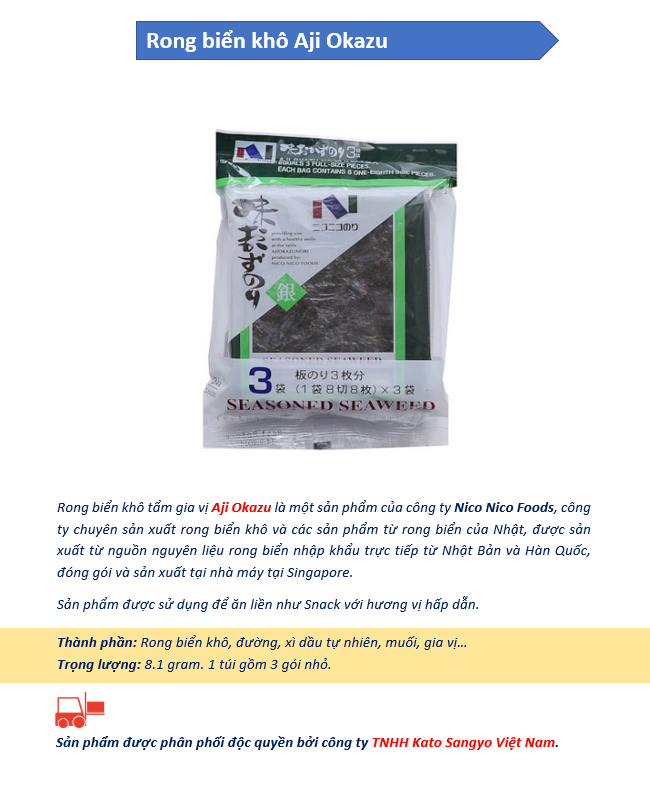 Rong biển khô Aji Okazu
味おかずのり 3
EQUALS 3 FULL-SIZE PIECES.
EACH BAG CONTAINS 8 ONE-EIGHTH SIZE PIECES.
味おかずのり
ニコニコのり
providing you
with a healthy smile
at the table
AJIOKAZUNORI
produced by:
NICO NICO FOODS
銀
SEASONED SEAWEED
3袋 板のり3枚分
(1袋8切8枚)×3袋
SEASONED SEAWEED
Rong biển khô tẩm gia vị Aji Okazu là một sản phẩm của công ty Nico Nico Foods, công
ty chuyên sản xuất rong biển khô và các sản phẩm từ rong biển của Nhật, được sản
xuất từ nguồn nguyên liệu rong biển nhập khẩu trực tiếp từ Nhật Bản và Hàn Quốc,
đóng gói và sản xuất tại nhà máy tại Singapore.
Sản phẩm được sử dụng để ăn liền như Snack với hương vị hấp dẫn.
Thành phần: Rong biển khô, đường, xì dầu tự nhiên, muối, gia vị…
Trọng lượng: 8.1 gram. 1 túi gồm 3 gói nhỏ.
Sản phẩm được phân phối độc quyền bởi công ty TNHH Kato Sangyo Việt Nam.